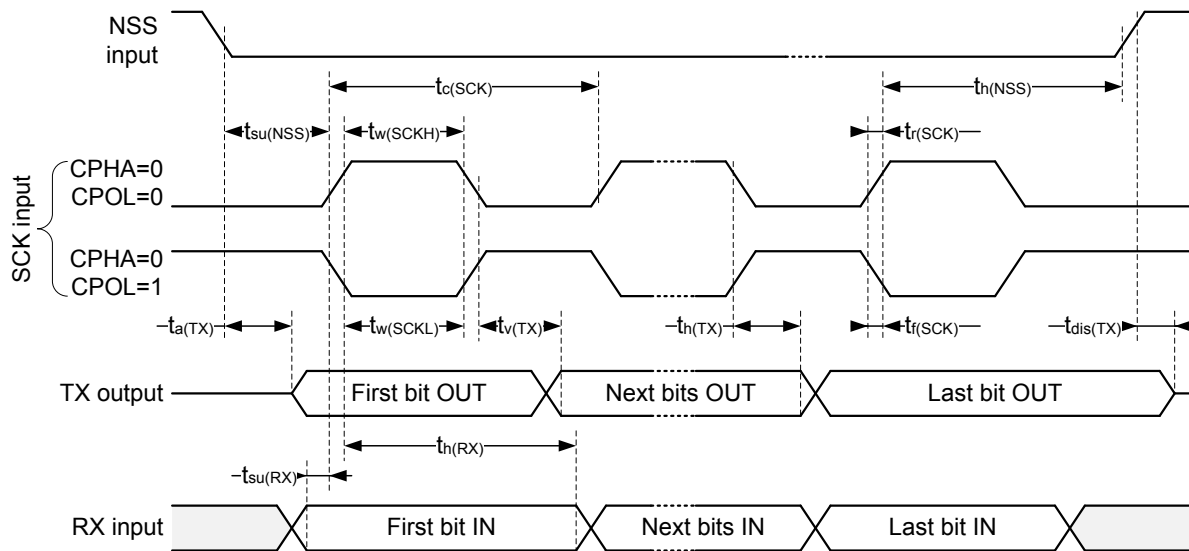 NSS
input
tc(SCK)
th(NSS)
tsu(NSS)
tw(SCKH)
tr(SCK)
SCK input
CPHA=0
CPOL=0
CPHA=0
CPOL=1
ta(TX)
tw(SCKL)
tv(TX)
th(TX)
tf(SCK)
tdis(TX)
TX output
First bit OUT
Next bits OUT
Last bit OUT
th(RX)
tsu(RX)
RX input
First bit IN
Next bits IN
Last bit IN